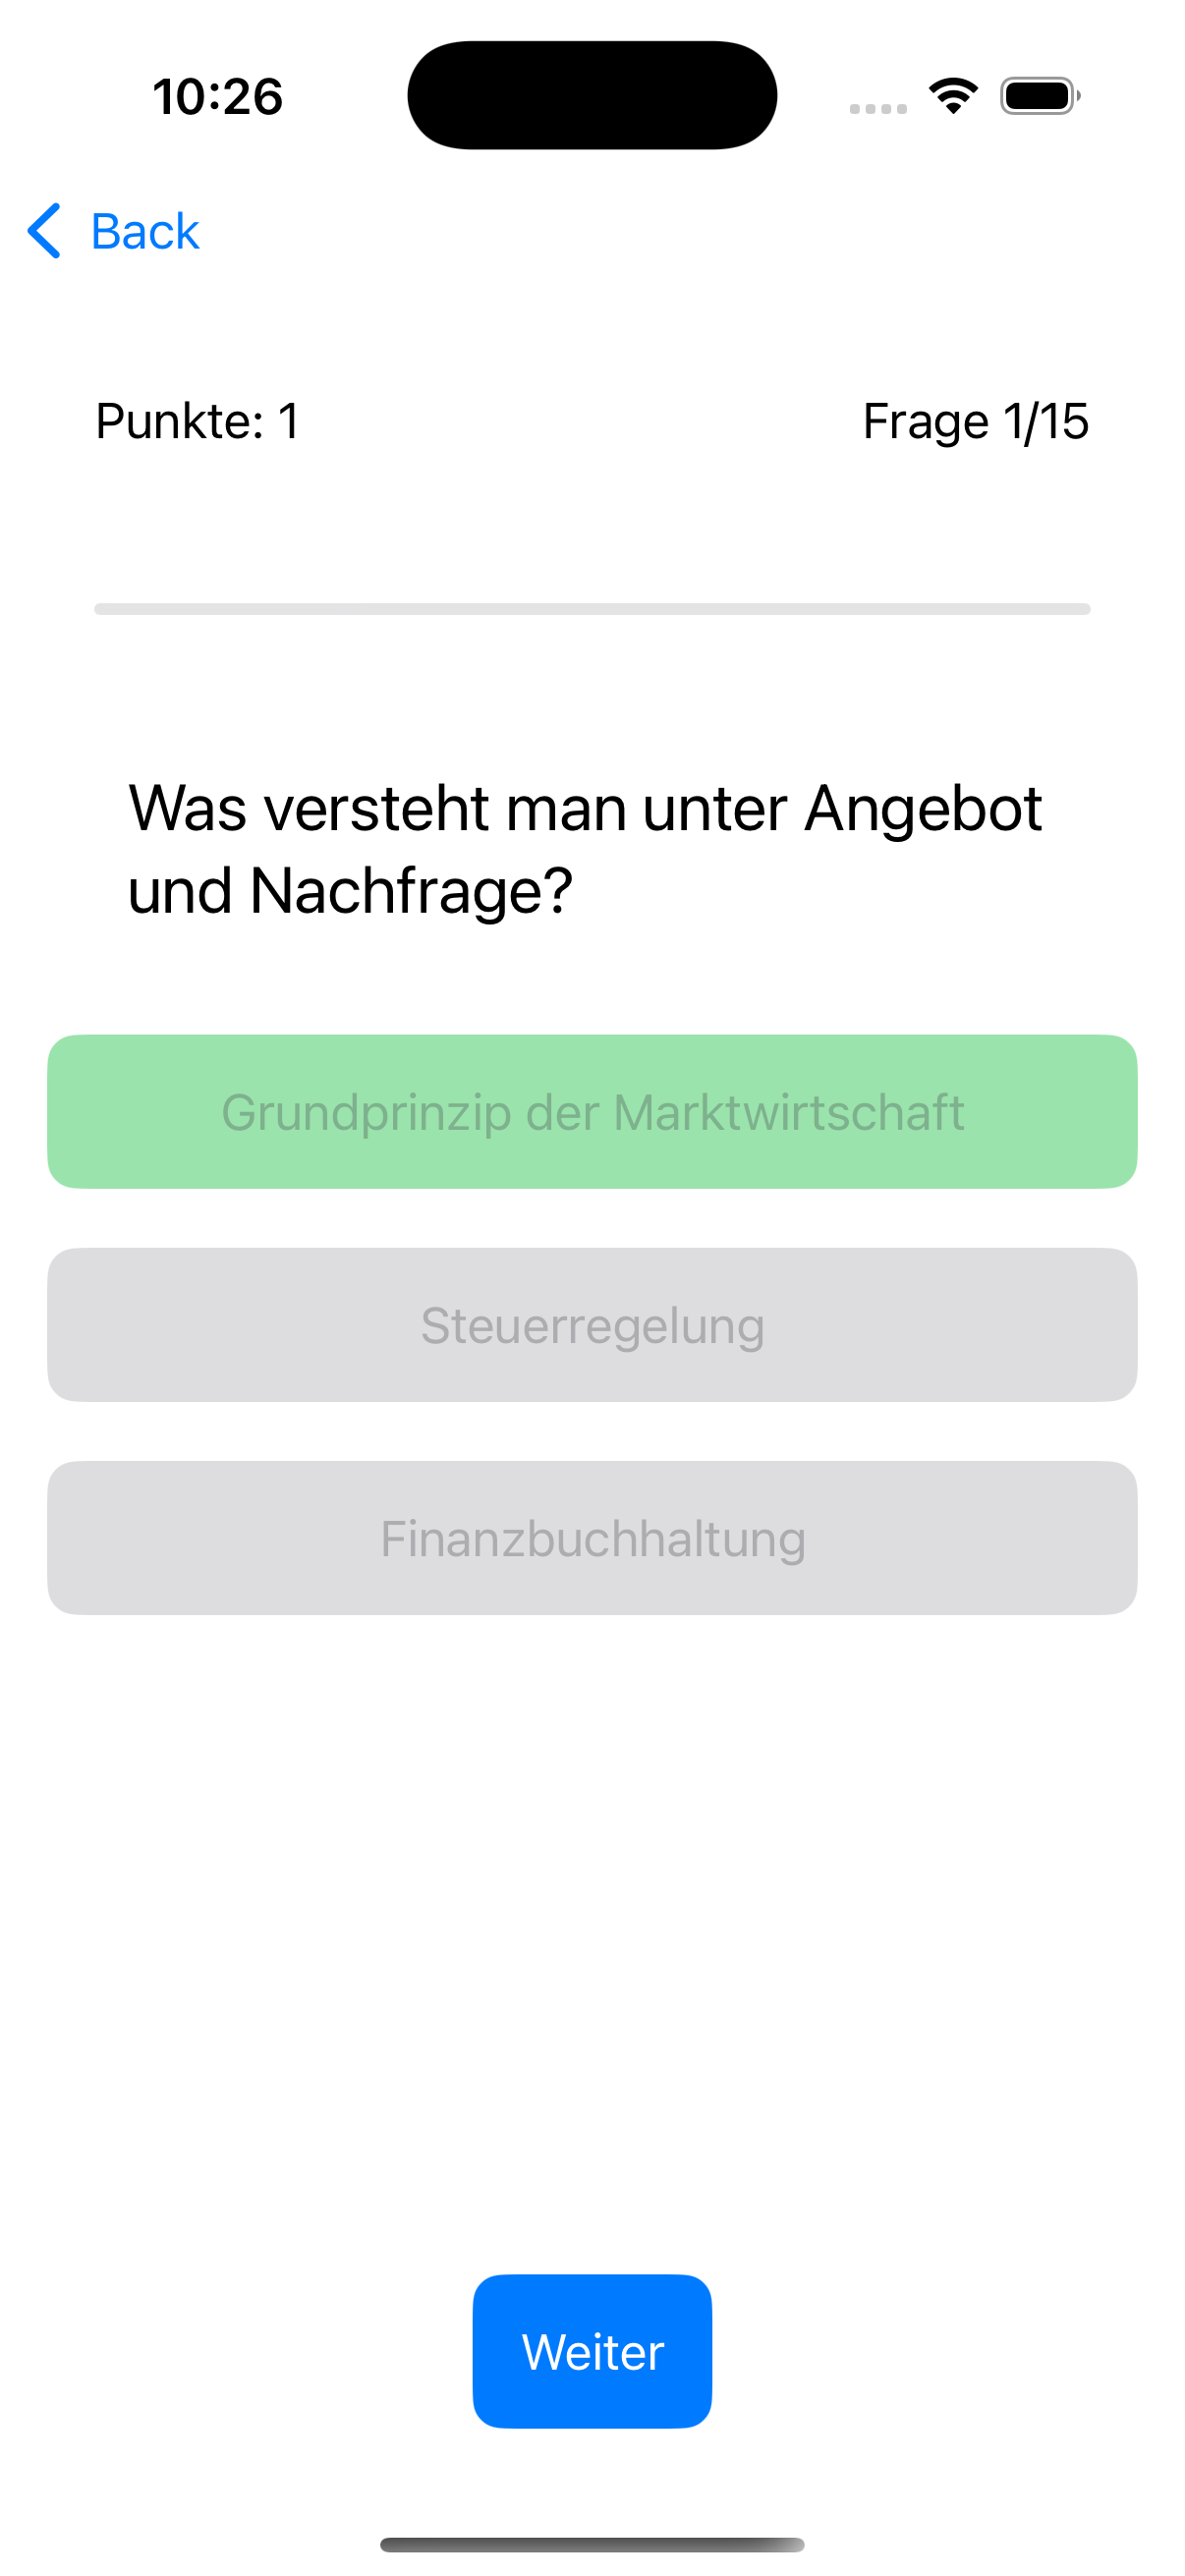 10:26
Back
Punkte: 1
Frage 1/15
Was versteht man unter Angebot
und Nachfrage?
Grundprinzip der Marktwirtschaft
Steuerregelung
Finanzbuchhaltung
Weiter